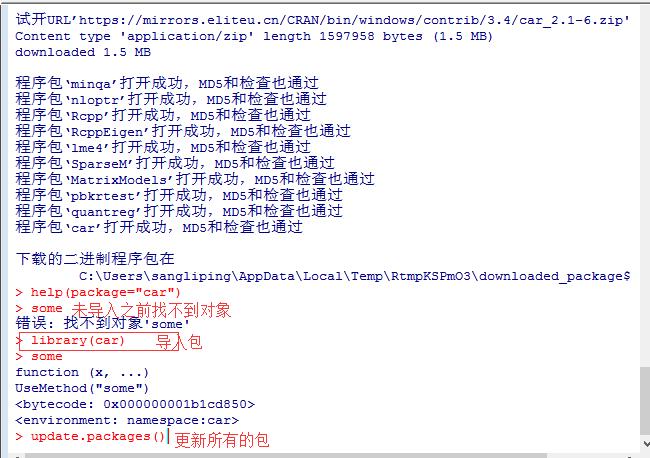 试开URL’https://mirrors.eliteu.cn/CRAN/bin/windows/contrib/3.4/car_2.1-6.zip'
Content type 'application/zip' length 1597958 bytes (1.5 MB)
downloaded 1.5 MB
程序包‘minqa’打开成功，MD5和检查也通过
程序包‘nloptr’打开成功，MD5和检查也通过
程序包‘Rcpp’打开成功，MD5和检查也通过
程序包‘RcppEigen’打开成功，MD5和检查也通过
程序包‘lme4’打开成功，MD5和检查也通过
程序包‘SparseM’打开成功，MD5和检查也通过
程序包‘MatrixModels’打开成功，MD5和检查也通过
程序包‘pbkrtest’打开成功，MD5和检查也通过
程序包‘quantreg’打开成功，MD5和检查也通过
程序包‘car’打开成功，MD5和检查也通过
下载的二进制程序包在
C:\Users\sangliping\AppData\Local\Temp\RtmpKSPmO3\downloaded_package$
> help(package="car")
> some 未导入之前找不到对象
错误: 找不到对象'some'
> library(car) 导入包
> some
function (x, ...)
UseMethod("some")
<bytecode: 0x000000001b1cd850>
<environment: namespace:car>
> update.packages() 更新所有的包